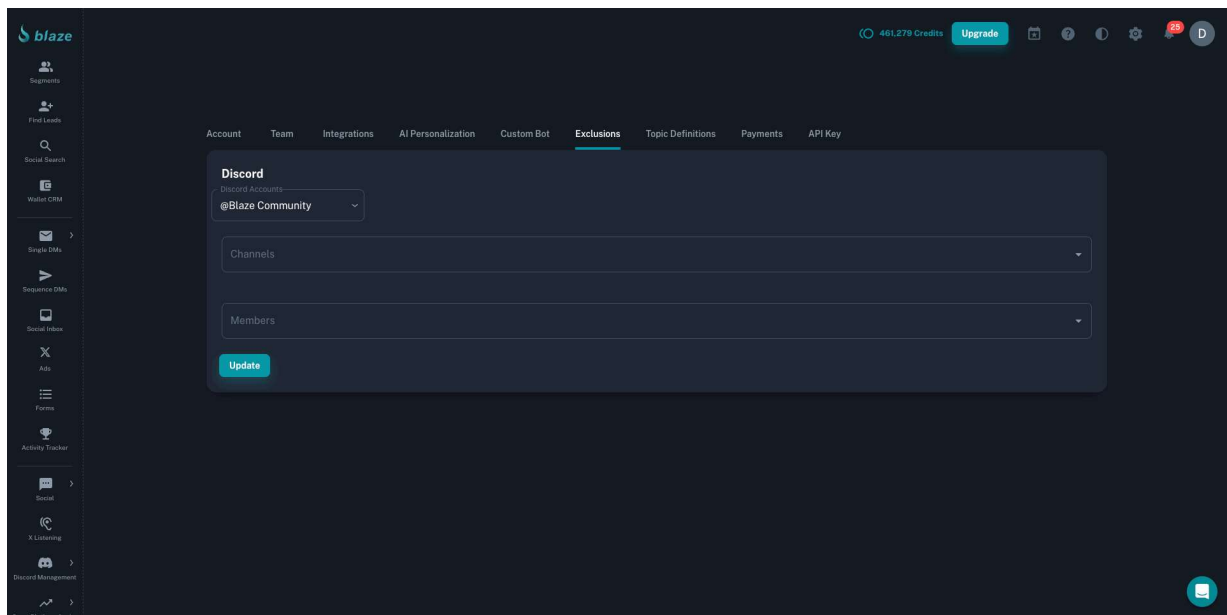 blaze
461,279 Credits
Upgrade
25
D
Segments
Find Leads
Social Search
Wallet CRM
Single DMs
Sequence DMs
Social Inbox
Ads
Forms
Activity Tracker
Social
X Listening
Discord Management
Account Team Integrations AI Personalization Custom Bot Exclusions Topic Definitions Payments API Key
Discord
Discord Accounts
@Blaze Community
Channels
Members
Update